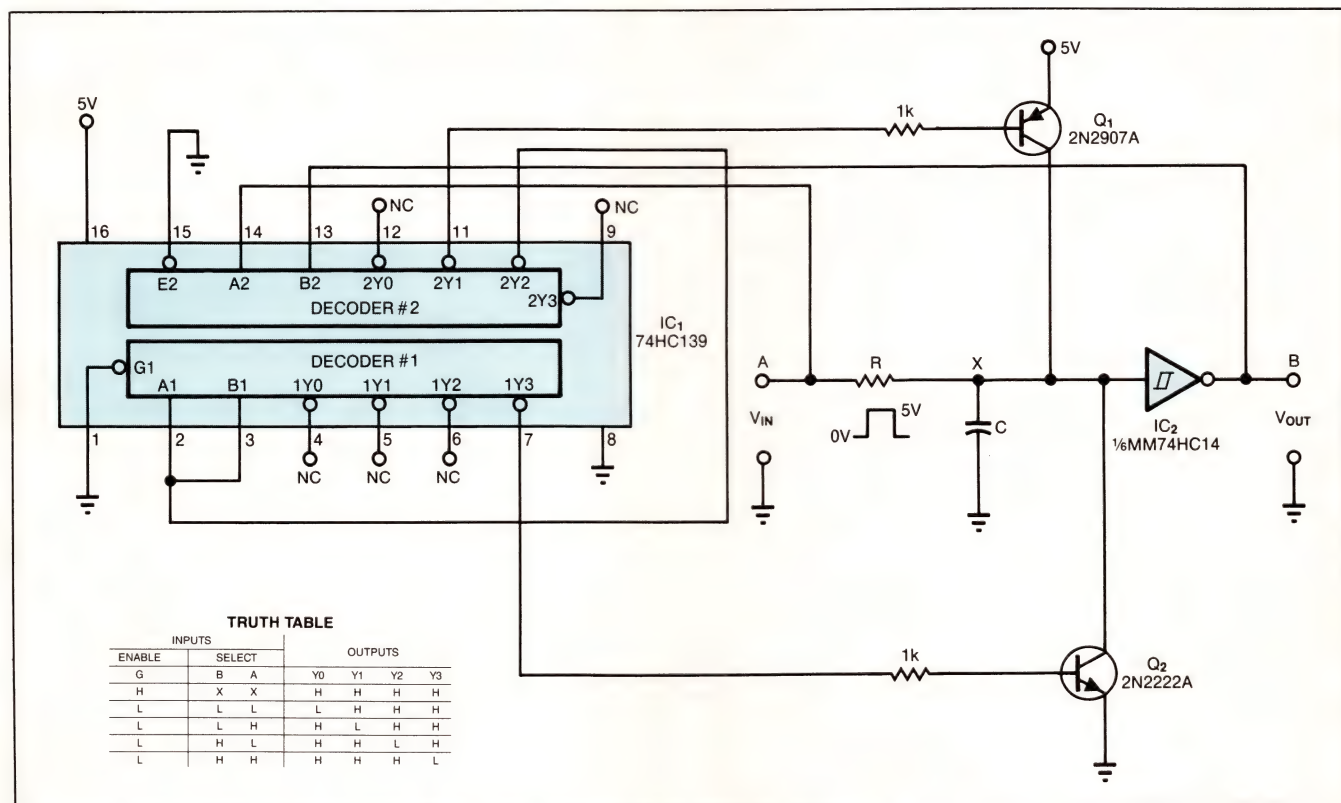 5V
1k
Q1
2N2907A
5V
NC
NC
16 15 14 13 12 11 9
E2 A2 B2 2Y0 2Y1 2Y2
2Y3
DECODER #2
IC1
74HC139
DECODER #1
G1
A1 B1 1Y0 1Y1 1Y2 1Y3
1 2 3 4 5 6 7 8
NC NC NC
A R X B
VIN
0V 5V
C
IC2
⅙MM74HC14
VOUT
1k
Q2
2N2222A
TRUTH TABLE
INPUTS OUTPUTS
ENABLE SELECT
G B A Y0 Y1 Y2 Y3
H X X H H H H
L L L L H H H
L L H H L H H
L H L H H L H
L H H H H H L